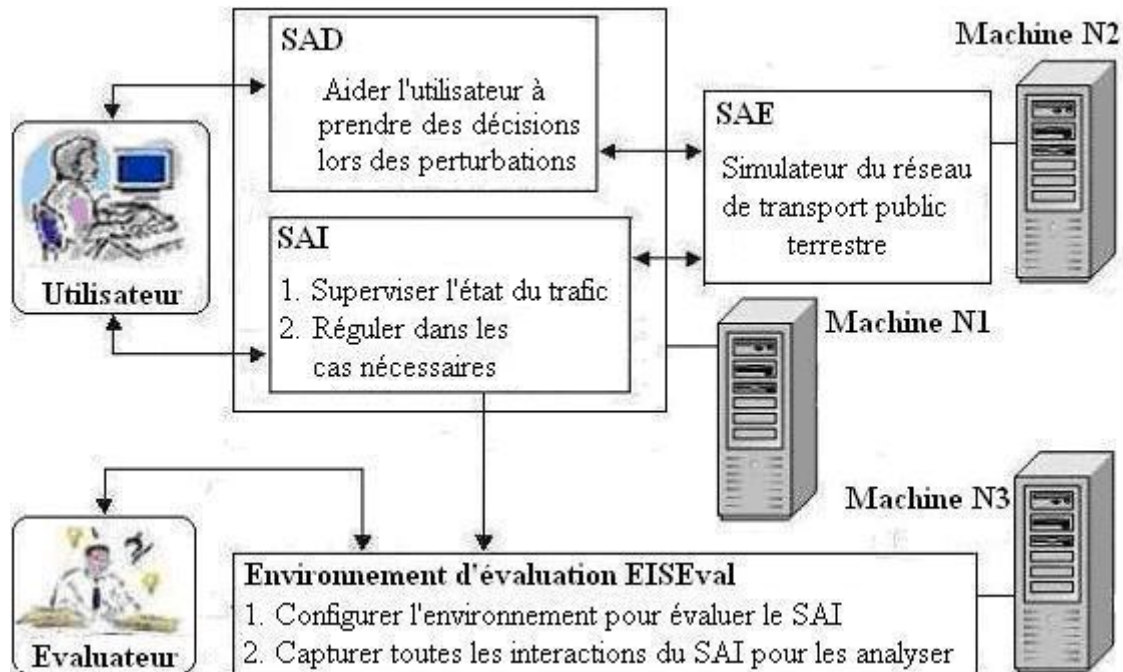 SAD
Aider l'utilisateur à
prendre des décisions
lors des perturbations
Machine N2
SAE
Simulateur du réseau
de transport public
terrestre
Utilisateur
SAI
1. Superviser l'état du trafic
2. Réguler dans les
cas nécessaires
Machine N1
Machine N3
Evaluateur
Environnement d'évaluation EISEval
1. Configurer l'environnement pour évaluer le SAI
2. Capturer toutes les interactions du SAI pour les analyser